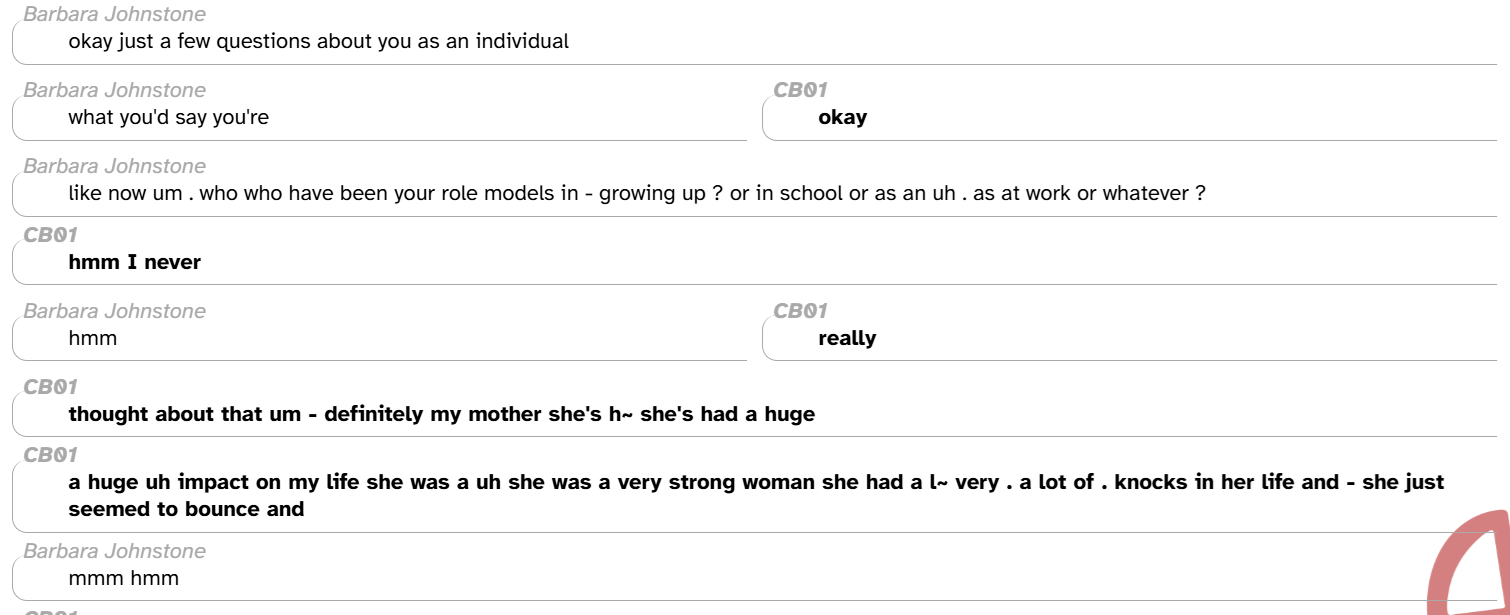 Barbara Johnstone
okay just a few questions about you as an individual
Barbara Johnstone
what you'd say you're
CB01
okay
Barbara Johnstone
like now um . who who have been your role models in - growing up ? or in school or as an uh . as at work or whatever ?
CB01
hmm I never
Barbara Johnstone
hmm
CB01
really
CB01
thought about that um - definitely my mother she's h~ she's had a huge
CB01
a huge uh impact on my life she was a uh she was a very strong woman she had a l~ very . a lot of . knocks in her life and - she just
seemed to bounce and
Barbara Johnstone
mmm hmm
CB01